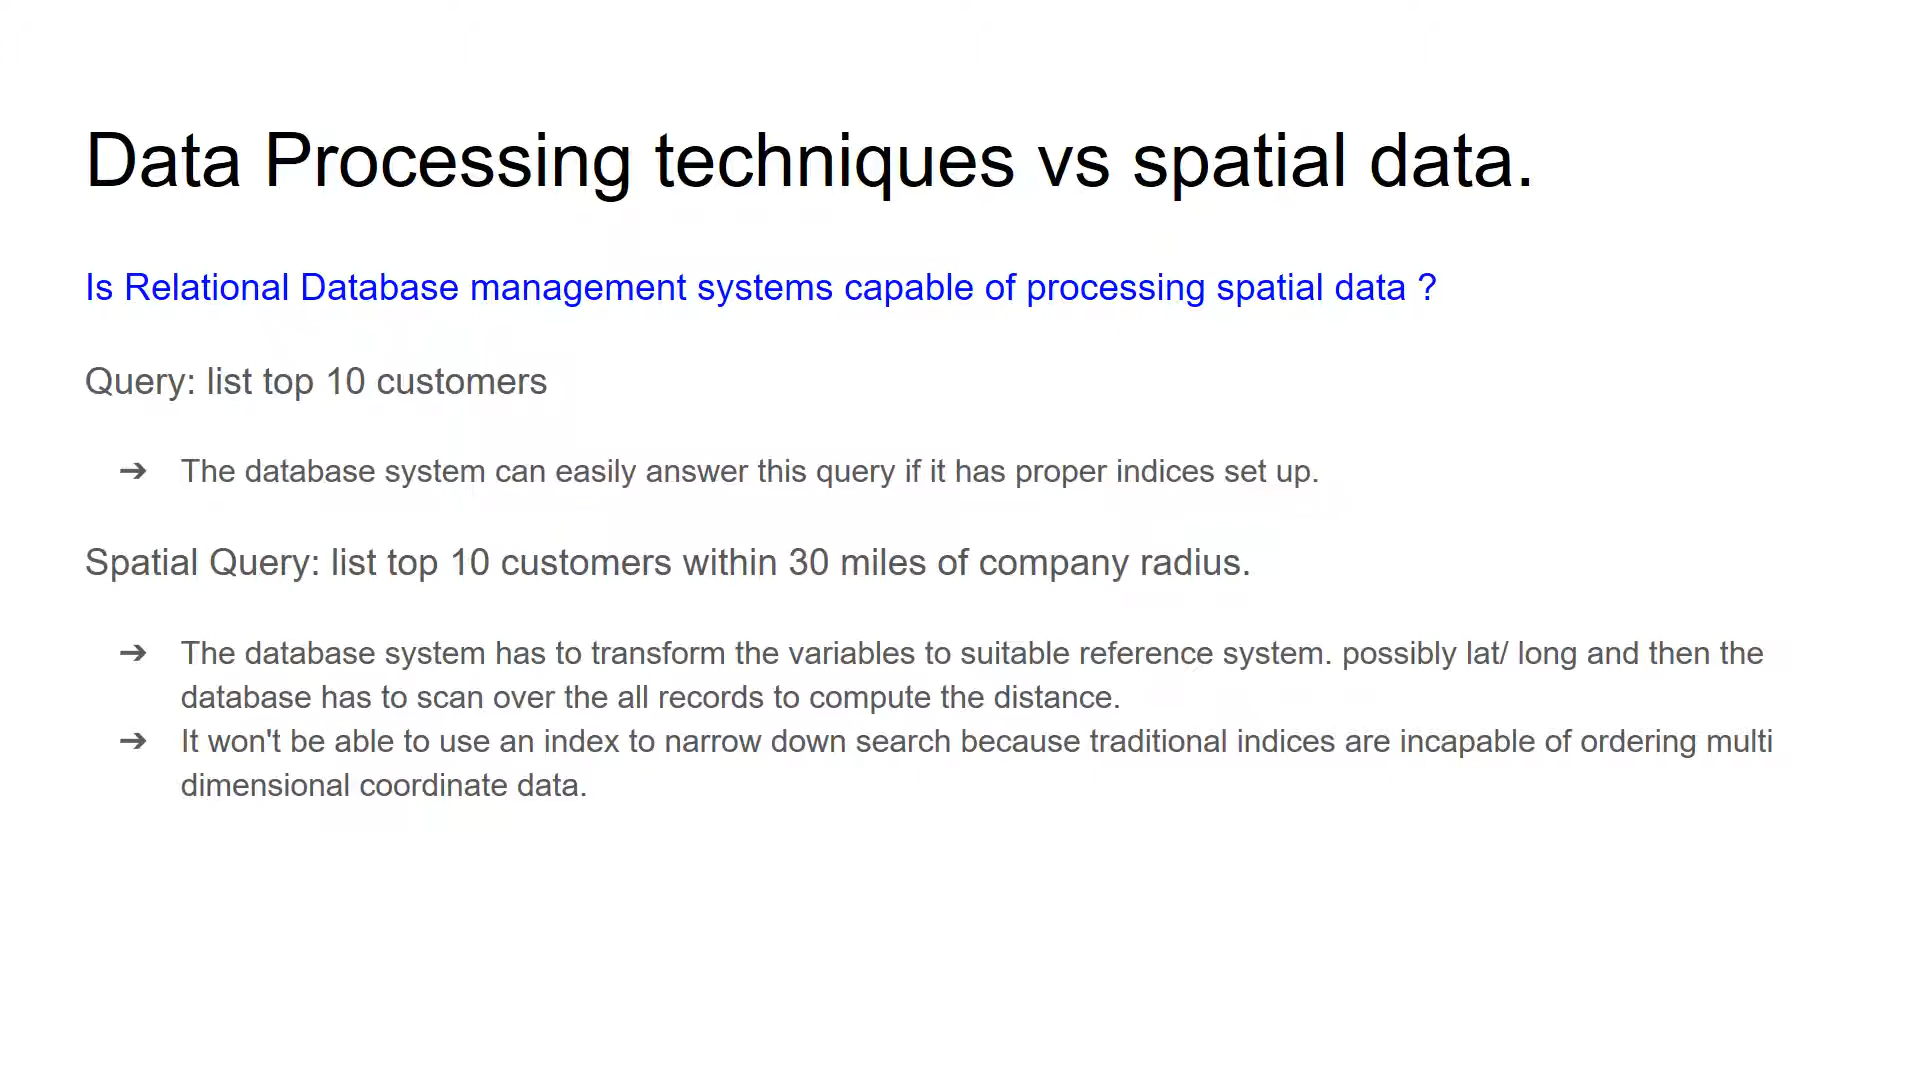 Data Processing techniques vs spatial data.
Is Relational Database management systems capable of processing spatial data ?
Query: list top 10 customers
➔ The database system can easily answer this query if it has proper indices set up.
Spatial Query: list top 10 customers within 30 miles of company radius.
➔ The database system has to transform the variables to suitable reference system. possibly lat/ long and then the
database has to scan over the all records to compute the distance.
➔ It won't be able to use an index to narrow down search because traditional indices are incapable of ordering multi
dimensional coordinate data.